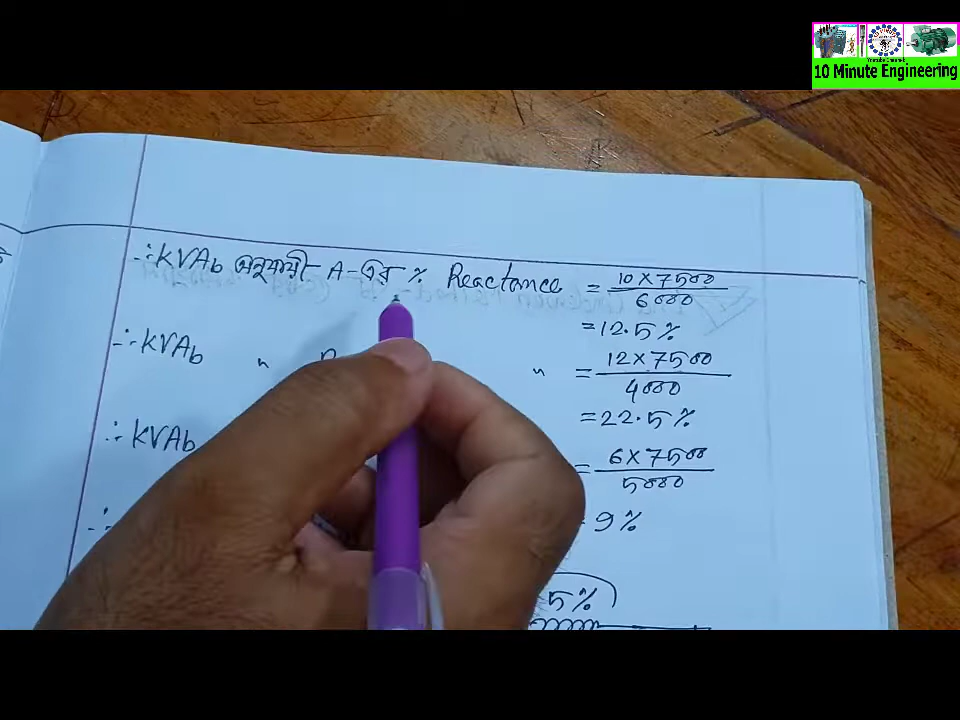 10 Minute Engineering
∴ KVAb অনুযায়ী A-এর % Reactance = 10 × 7500 / 6000
= 12.5 %
∴ KVAb " = 12 × 7500 / 4000
= 22.5 %
∴ KVAb = 6 × 7500 / 5000
= 9 %
5 %